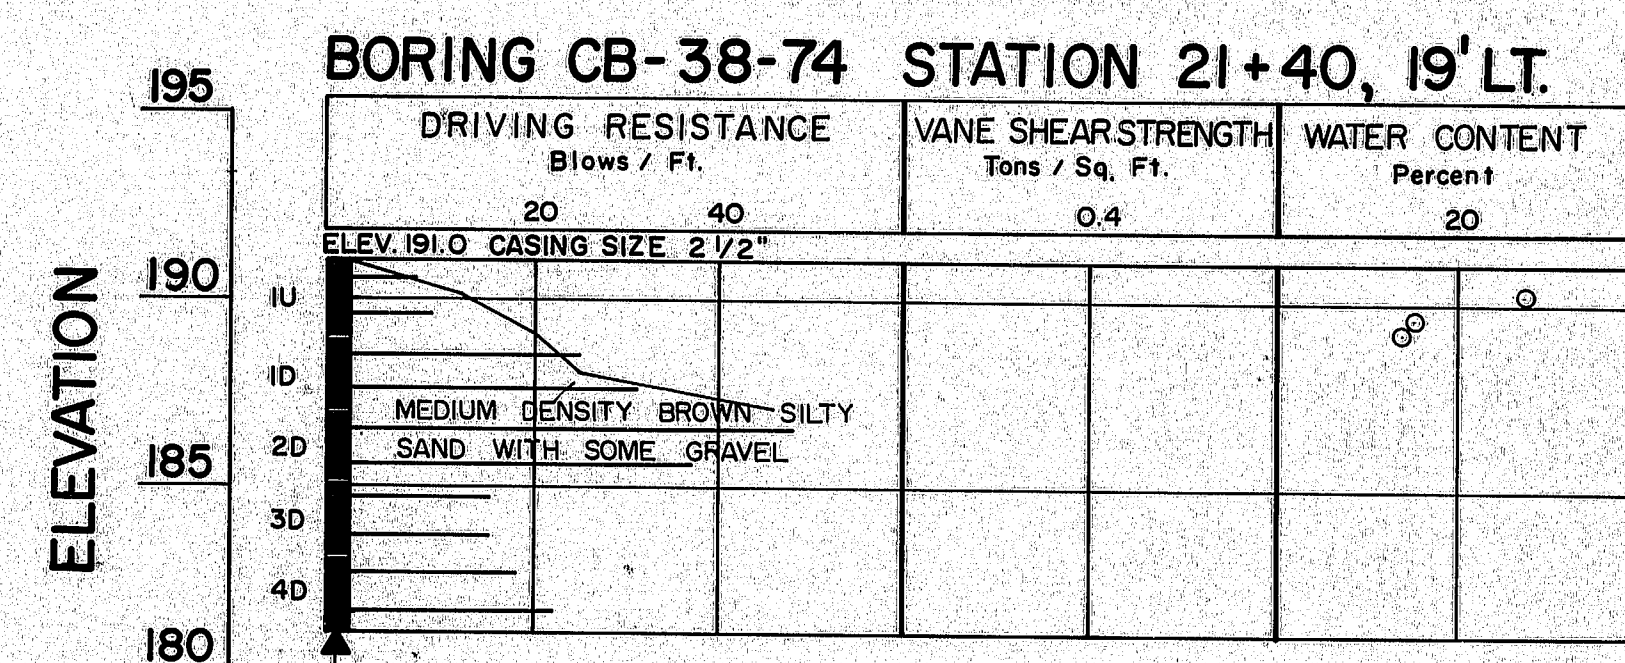 BORING CB-38-74 STATION 21+40, 19' LT.
195
DRIVING RESISTANCE
Blows / Ft.
20 40
VANE SHEAR STRENGTH
Tons / Sq. Ft.
0.4
WATER CONTENT
Percent
20
ELEV. 191.0 CASING SIZE 2 1/2"
ELEVATION
190
1U
1D
MEDIUM DENSITY BROWN SILTY
2D
SAND WITH SOME GRAVEL
185
3D
4D
180